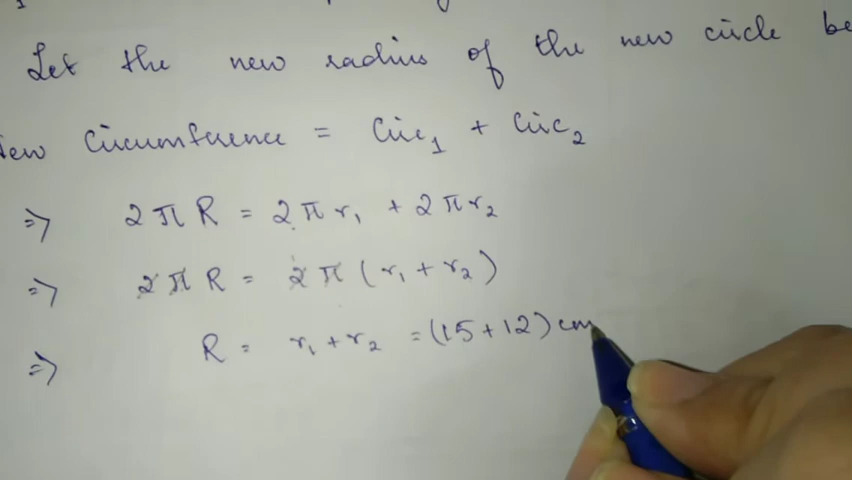 Let the new radius of the new circle be
New Circumference = Circ₁ + Circ₂
=> 2πR = 2πr₁ + 2πr₂
=> 2πR = 2π(r₁ + r₂)
=> R = r₁ + r₂ = (15+12) cm